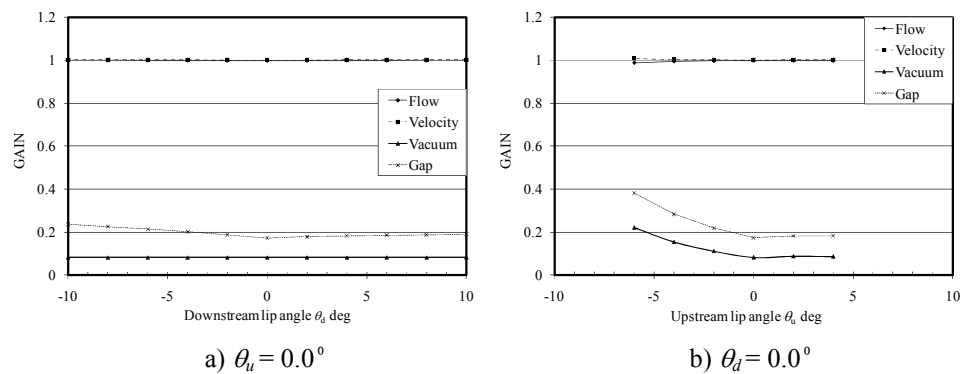 1.2
1
0.8
0.6
0.4
0.2
0
GAIN
Flow
Velocity
Vacuum
Gap
-10 -5 0 5 10
Downstream lip angle θd deg
a) θu = 0.0⁰
1.2
1
0.8
0.6
0.4
0.2
0
GAIN
Flow
Velocity
Vacuum
Gap
-10 -5 0 5 10
Upstream lip angle θu deg
b) θd = 0.0⁰